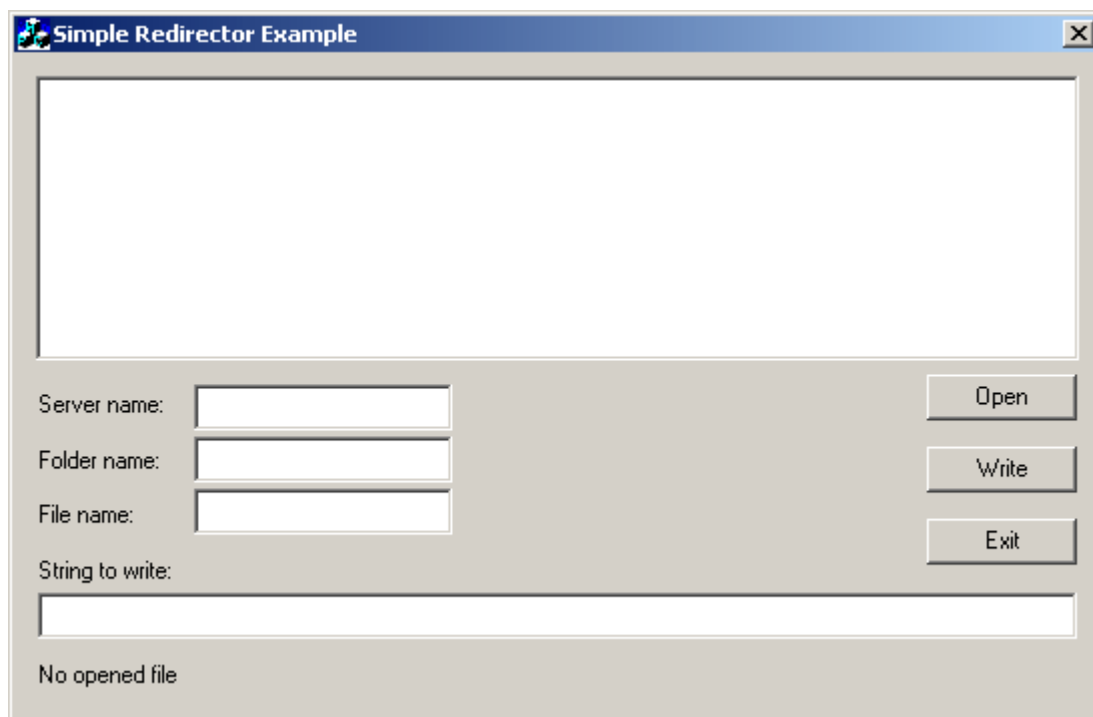 Simple Redirector Example
Server name:
Open
Folder name:
Write
File name:
Exit
String to write:
No opened file